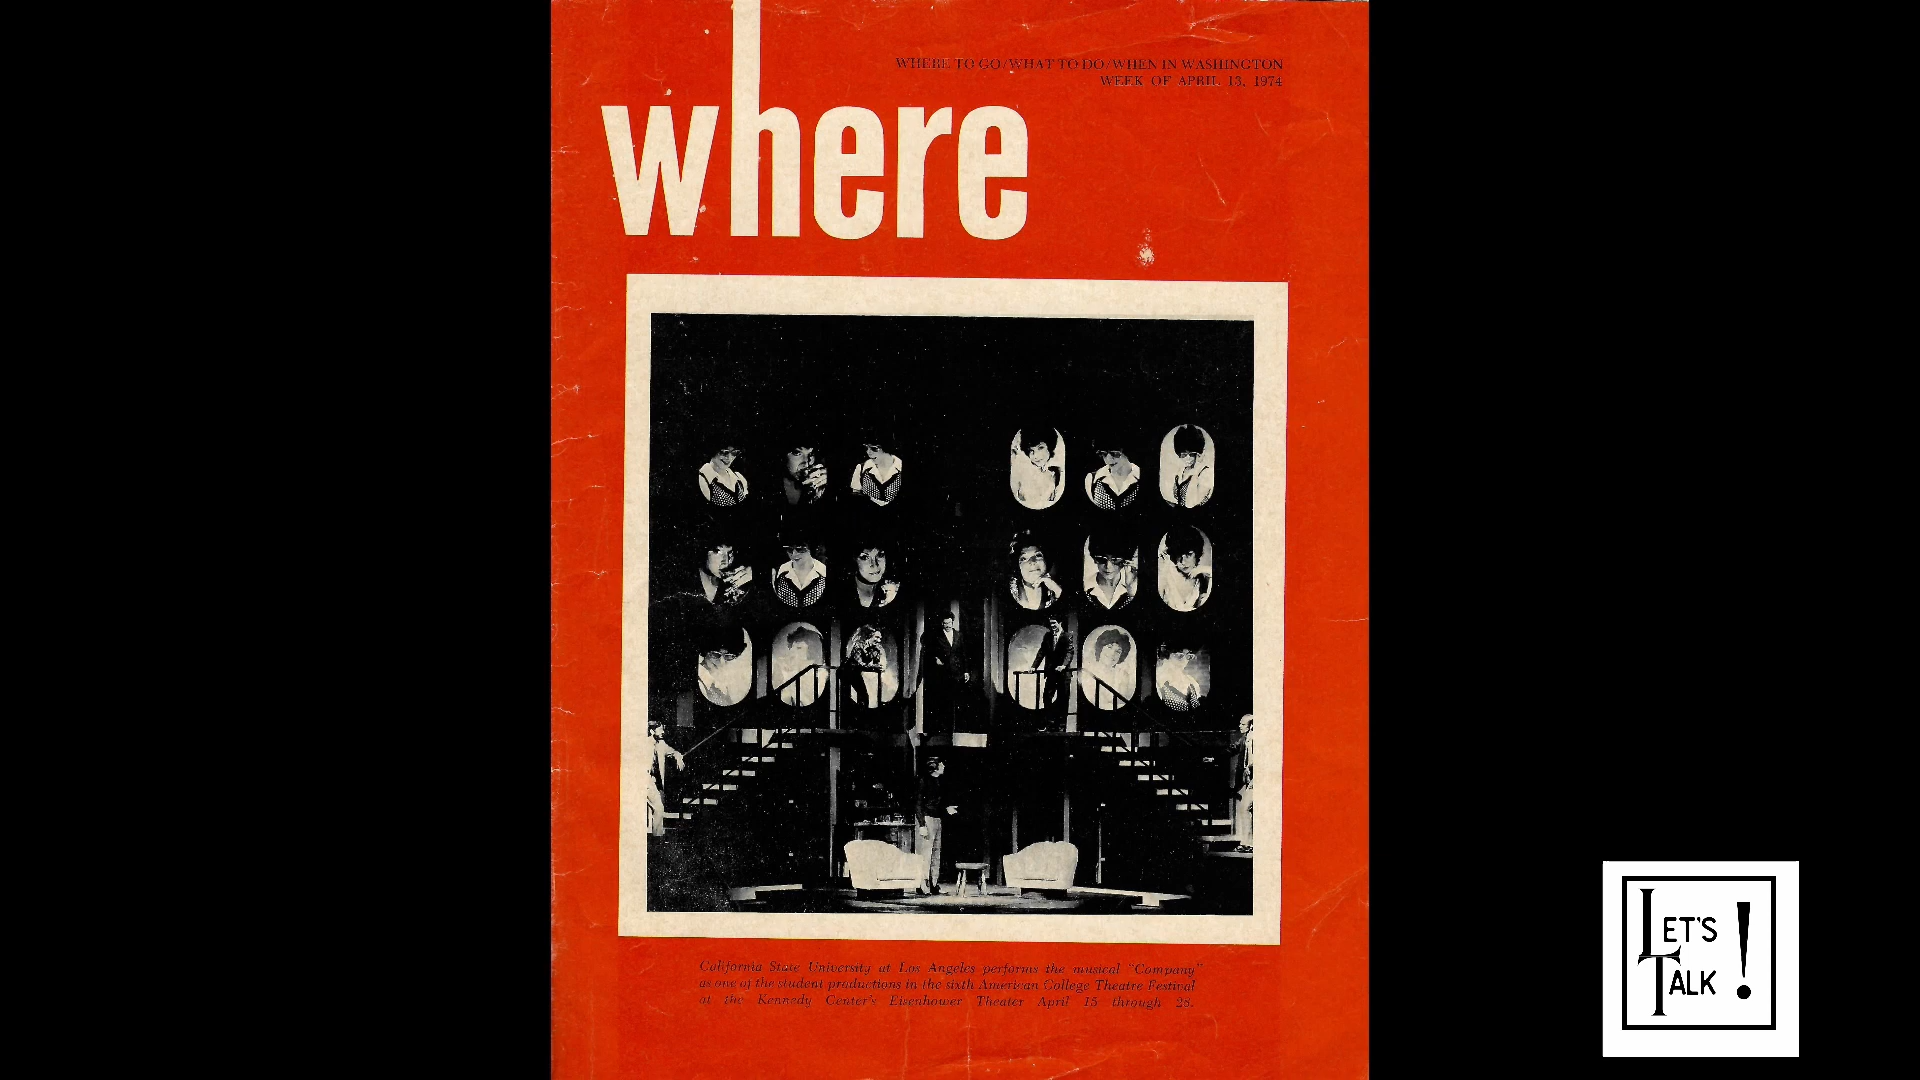 WHERE TO GO/WHAT TO DO/WHEN IN WASHINGTON
WEEK OF APRIL 13, 1974
where
California State University at Los Angeles performs the musical "Company"
as one of the student productions in the sixth American College Theatre Festival
at the Kennedy Center's Eisenhower Theater April 15 through 28.
LET'S
TALK !